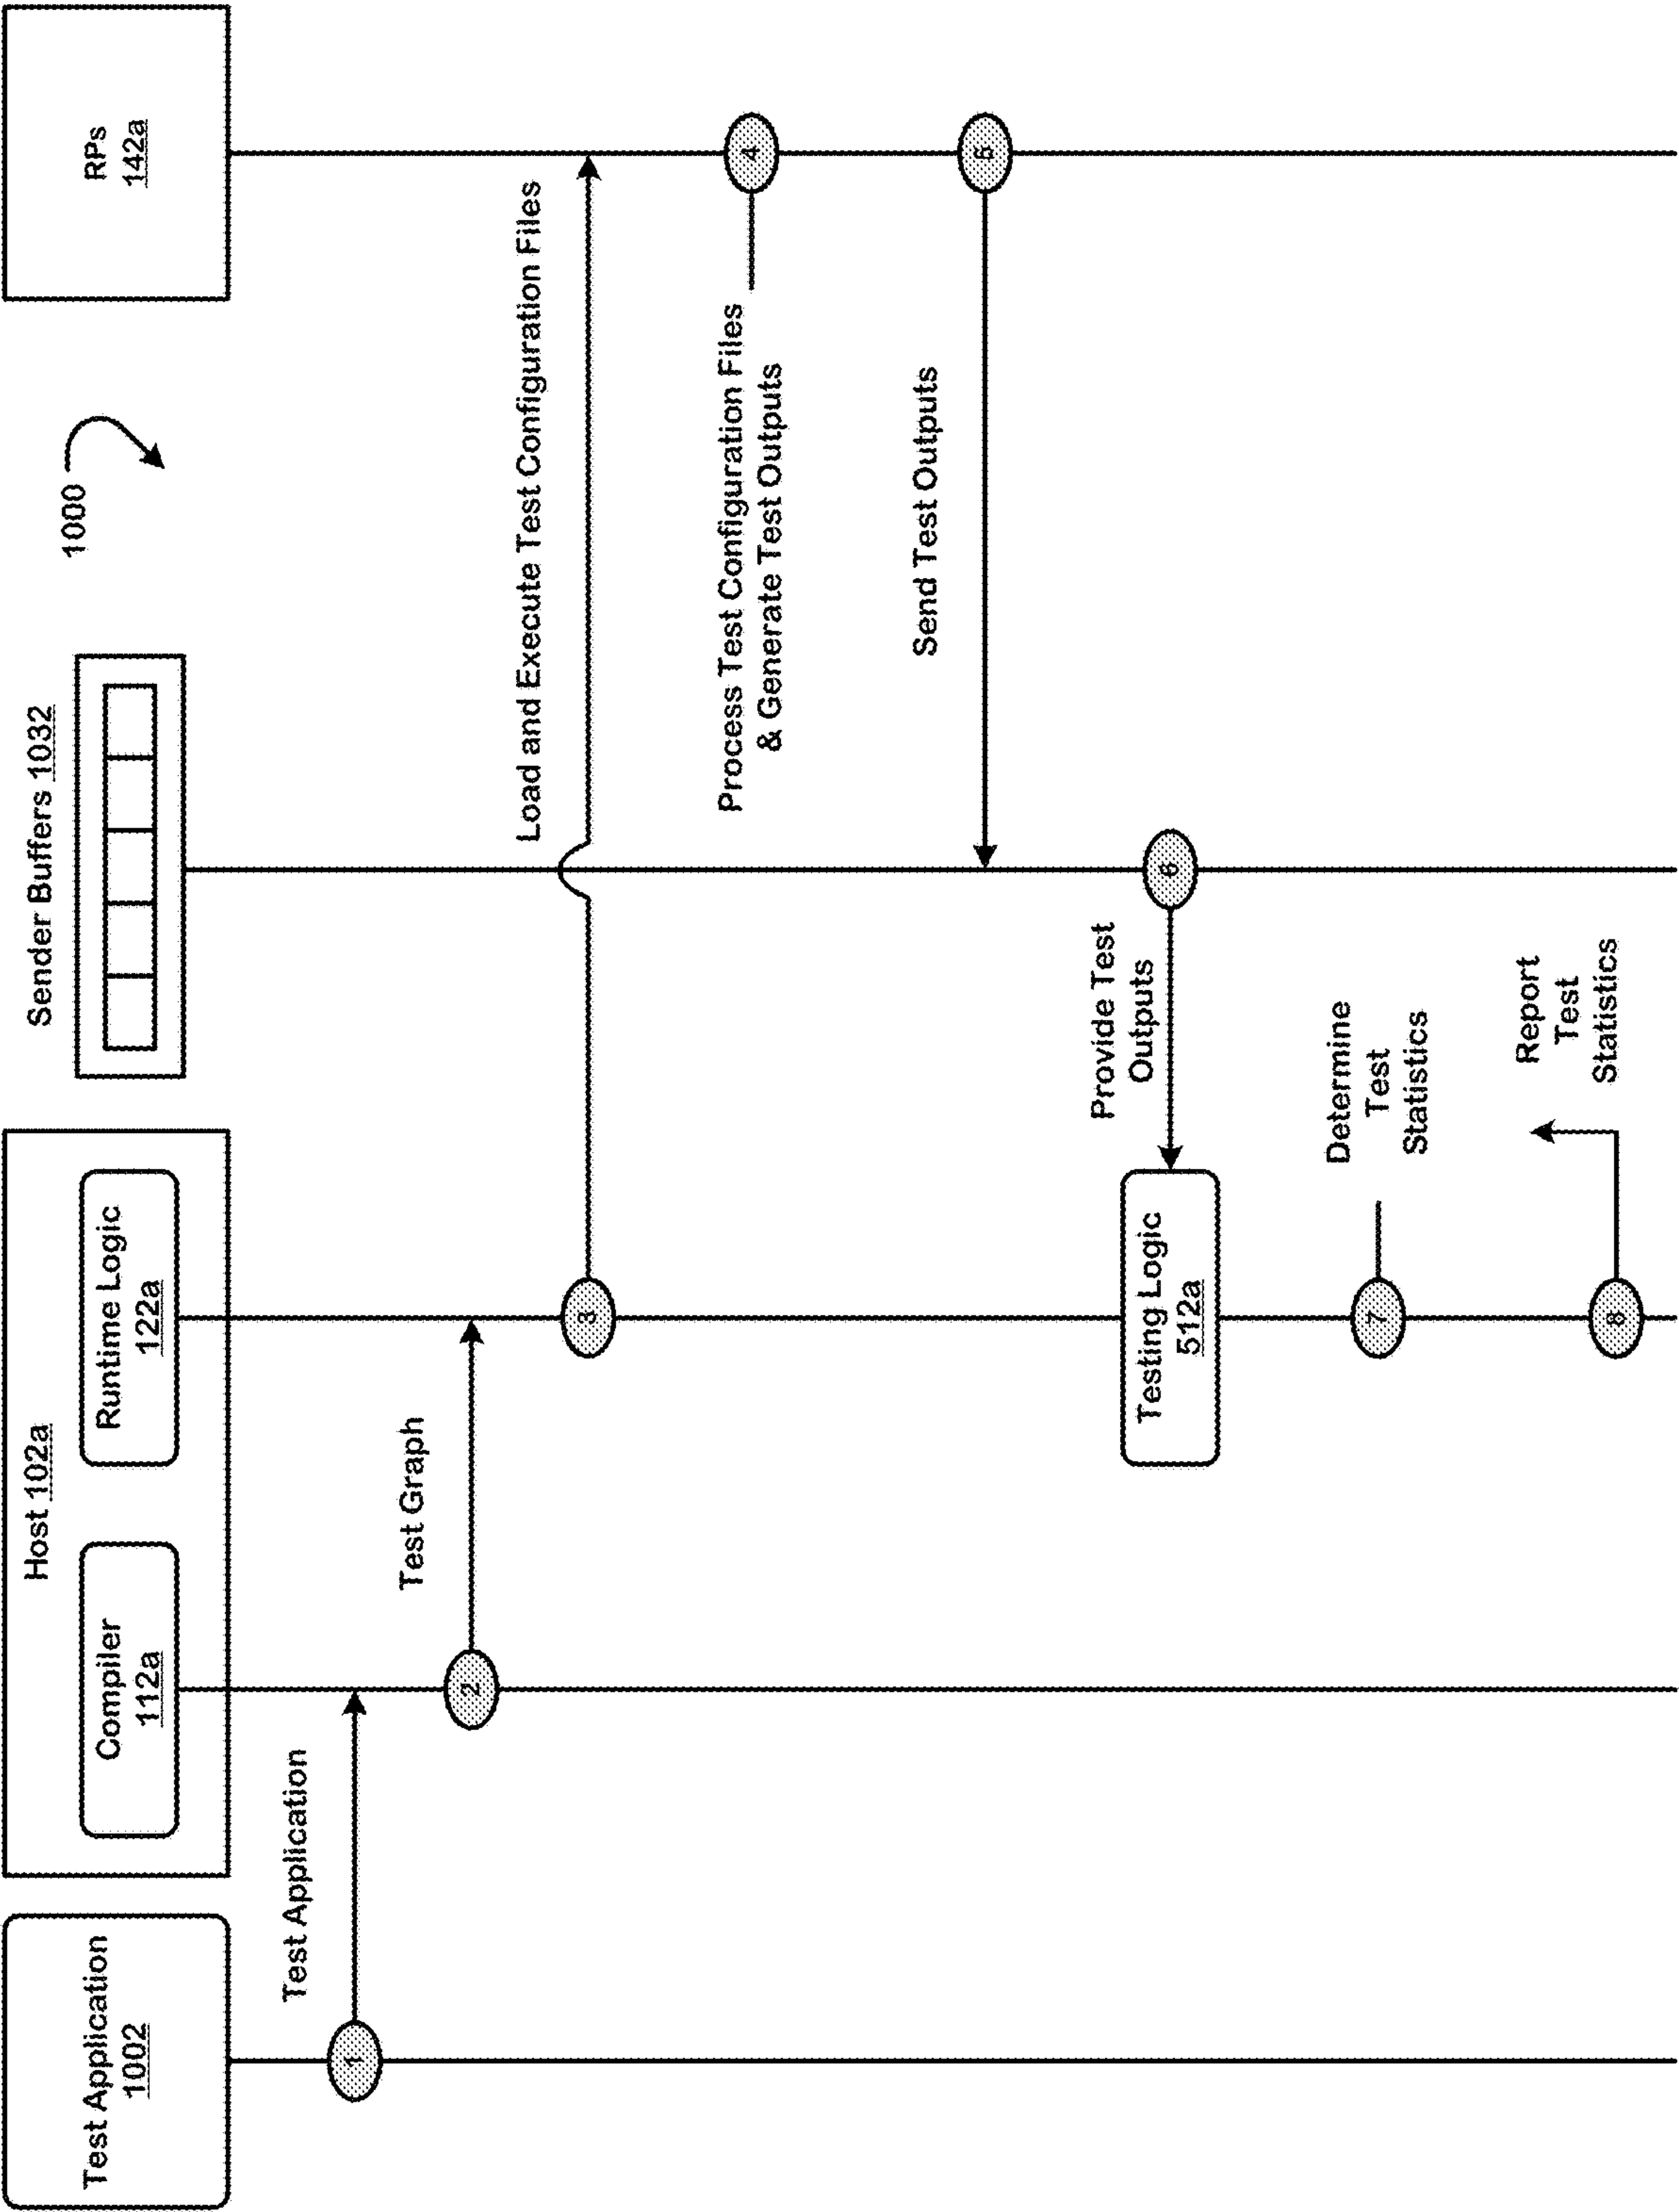 Test Application
1002
Host 102a
Compiler
112a
Runtime Logic
122a
Sender Buffers 1032
1000
RPs
142a
1
Test Application
2
Test Graph
3
Load and Execute Test Configuration Files
4
Process Test Configuration Files
& Generate Test Outputs
5
Send Test Outputs
6
Provide Test
Outputs
Testing Logic
512a
7
Determine
Test
Statistics
8
Report
Test
Statistics